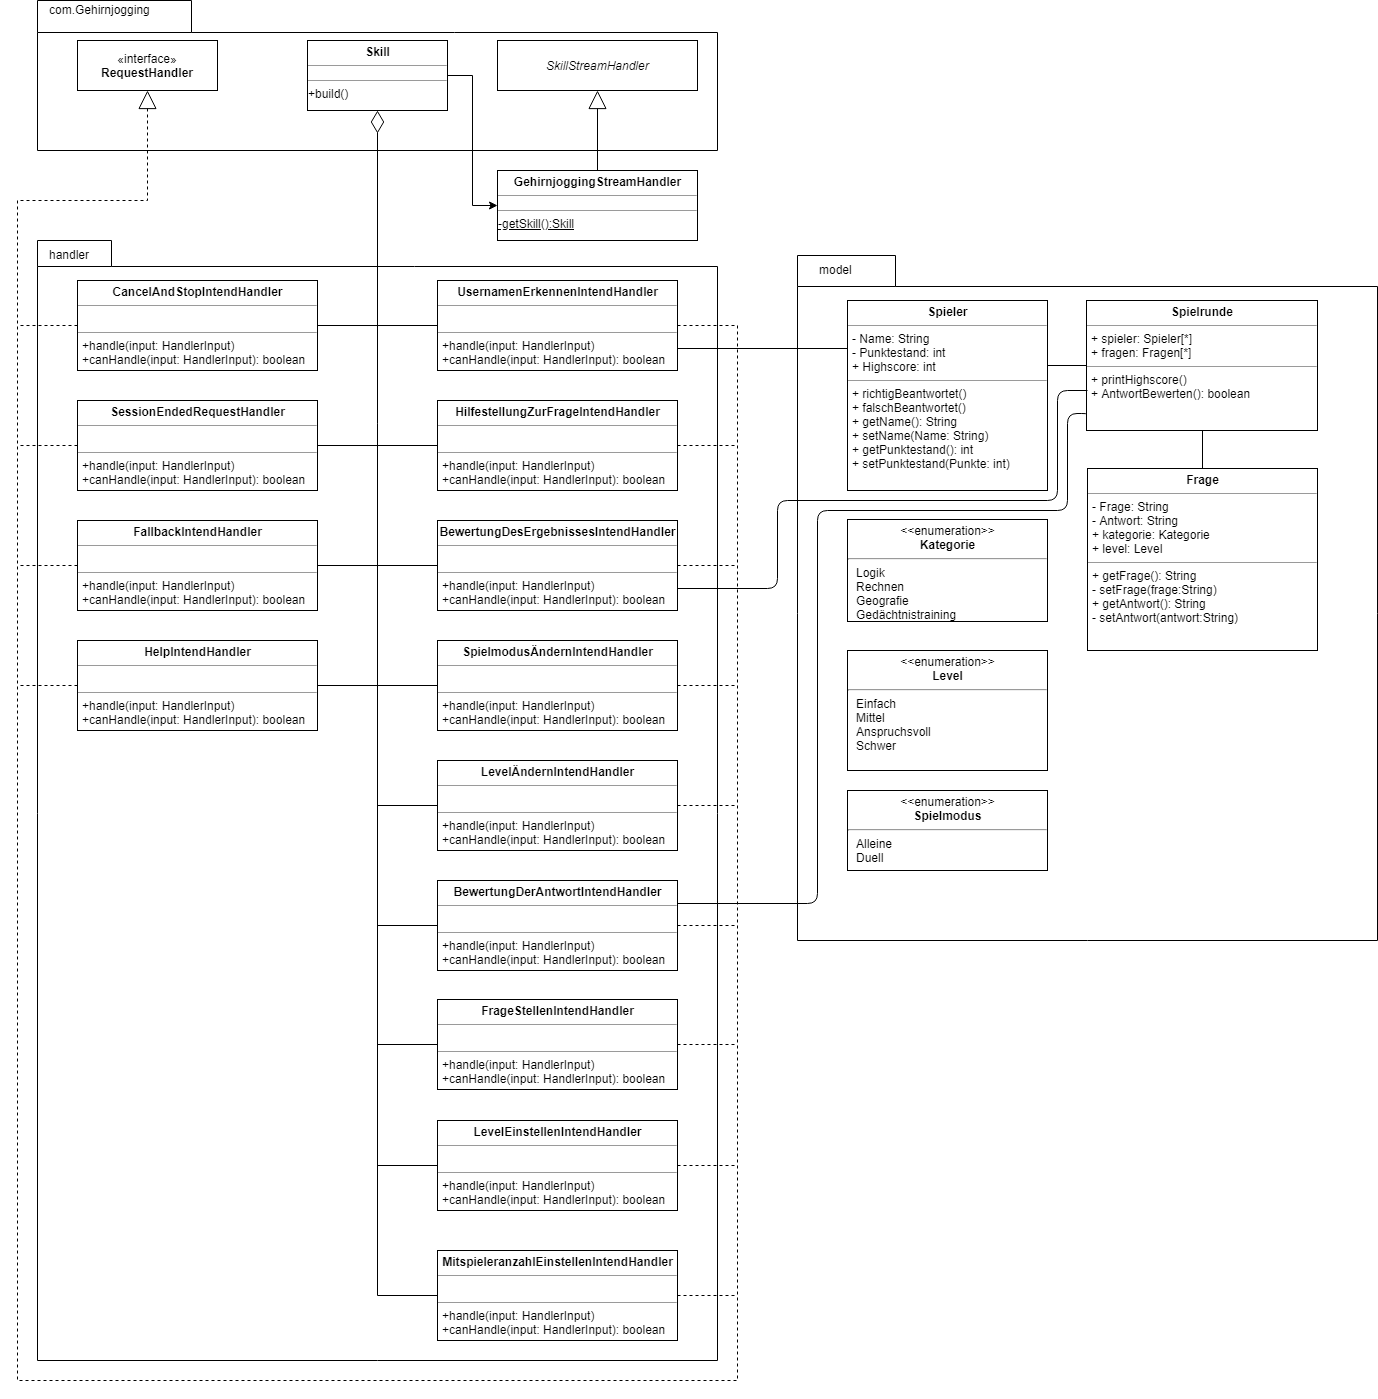 com.Gehirnjogging
«interface»
RequestHandler
Skill
+build()
SkillStreamHandler
GehirnjoggingStreamHandler
-getSkill():Skill
handler
CancelAndStopIntendHandler
+handle(input: HandlerInput)
+canHandle(input: HandlerInput): boolean
UsernamenErkennenIntendHandler
+handle(input: HandlerInput)
+canHandle(input: HandlerInput): boolean
SessionEndedRequestHandler
+handle(input: HandlerInput)
+canHandle(input: HandlerInput): boolean
HilfestellungZurFrageIntendHandler
+handle(input: HandlerInput)
+canHandle(input: HandlerInput): boolean
FallbackIntendHandler
+handle(input: HandlerInput)
+canHandle(input: HandlerInput): boolean
BewertungDesErgebnissesIntendHandler
+handle(input: HandlerInput)
+canHandle(input: HandlerInput): boolean
HelpIntendHandler
+handle(input: HandlerInput)
+canHandle(input: HandlerInput): boolean
SpielmodusÄndernIntendHandler
+handle(input: HandlerInput)
+canHandle(input: HandlerInput): boolean
LevelÄndernIntendHandler
+handle(input: HandlerInput)
+canHandle(input: HandlerInput): boolean
BewertungDerAntwortIntendHandler
+handle(input: HandlerInput)
+canHandle(input: HandlerInput): boolean
FrageStellenIntendHandler
+handle(input: HandlerInput)
+canHandle(input: HandlerInput): boolean
LevelEinstellenIntendHandler
+handle(input: HandlerInput)
+canHandle(input: HandlerInput): boolean
MitspieleranzahlEinstellenIntendHandler
+handle(input: HandlerInput)
+canHandle(input: HandlerInput): boolean
model
Spieler
- Name: String
- Punktestand: int
+ Highscore: int
+ richtigBeantwortet()
+ falschBeantwortet()
+ getName(): String
+ setName(Name: String)
+ getPunktestand(): int
+ setPunktestand(Punkte: int)
Spielrunde
+ spieler: Spieler[*]
+ fragen: Fragen[*]
+ printHighscore()
+ AntwortBewerten(): boolean
Frage
- Frage: String
- Antwort: String
+ kategorie: Kategorie
+ level: Level
+ getFrage(): String
- setFrage(frage:String)
+ getAntwort(): String
- setAntwort(antwort:String)
<<enumeration>>
Kategorie
Logik
Rechnen
Geografie
Gedächtnistraining
<<enumeration>>
Level
Einfach
Mittel
Anspruchsvoll
Schwer
<<enumeration>>
Spielmodus
Alleine
Duell